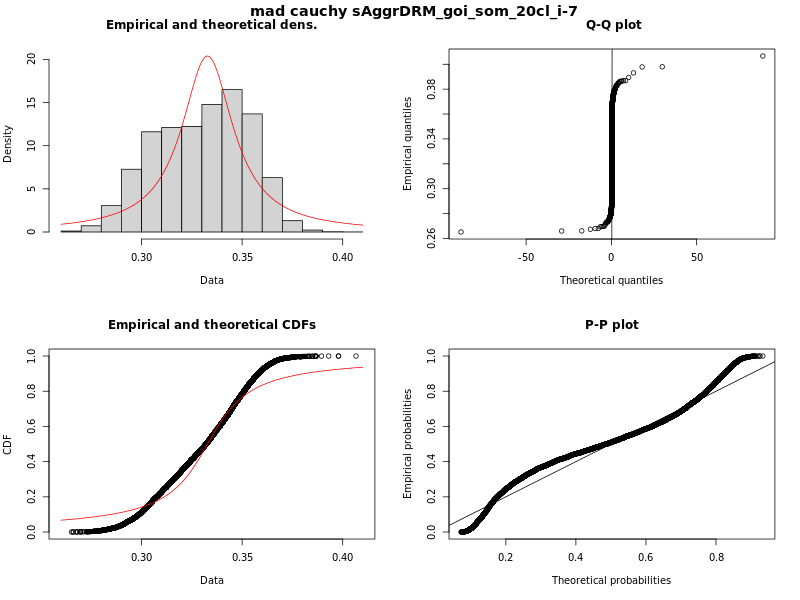 mad cauchy sAggrDRM_goi_som_20cl_i-7
Empirical and theoretical dens.
Density
0
5
10
15
20
0.30
0.35
0.40
Data
Q-Q plot
Empirical quantiles
0.26
0.30
0.34
0.38
-50
0
50
Theoretical quantiles
Empirical and theoretical CDFs
CDF
0.0
0.2
0.4
0.6
0.8
1.0
0.30
0.35
0.40
Data
P-P plot
Empirical probabilities
0.0
0.2
0.4
0.6
0.8
1.0
0.2
0.4
0.6
0.8
Theoretical probabilities